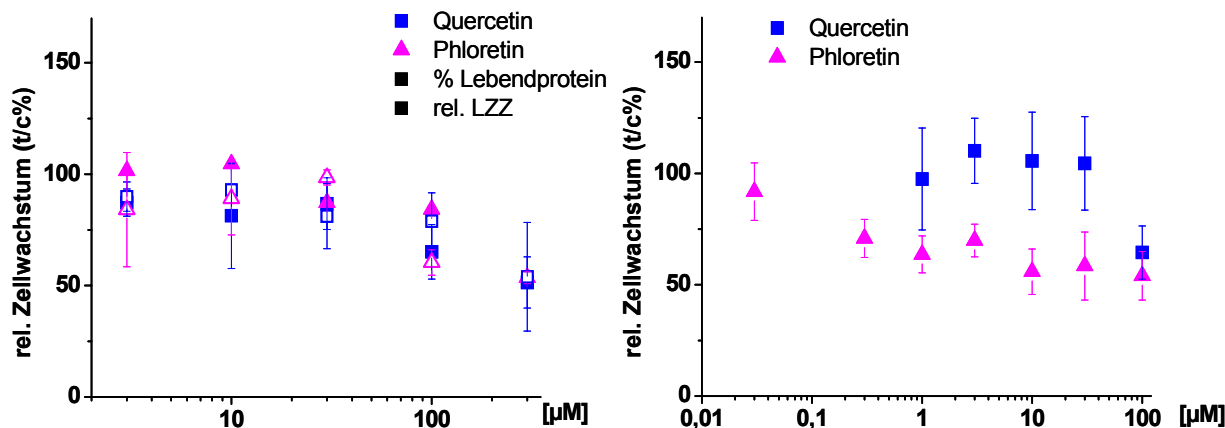 Quercetin
Phloretin
% Lebendprotein
rel. LZZ
rel. Zellwachstum (t/c%)
150
100
50
0
10
100
[µM]
Quercetin
Phloretin
rel. Zellwachstum (t/c%)
150
100
50
0
0,01
0,1
1
10
100
[µM]